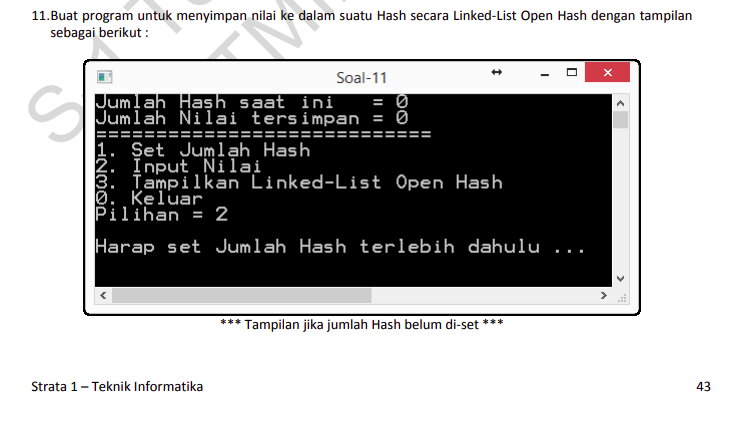 11.Buat program untuk menyimpan nilai ke dalam suatu Hash secara Linked-List Open Hash dengan tampilan
sebagai berikut :
Soal-11
Jumlah Hash saat ini = 0
Jumlah Nilai tersimpan = 0
============================
1. Set Jumlah Hash
2. Input Nilai
3. Tampilkan Linked-List Open Hash
0. Keluar
Pilihan = 2
Harap set Jumlah Hash terlebih dahulu ...
*** Tampilan jika jumlah Hash belum di-set ***
Strata 1 – Teknik Informatika 43